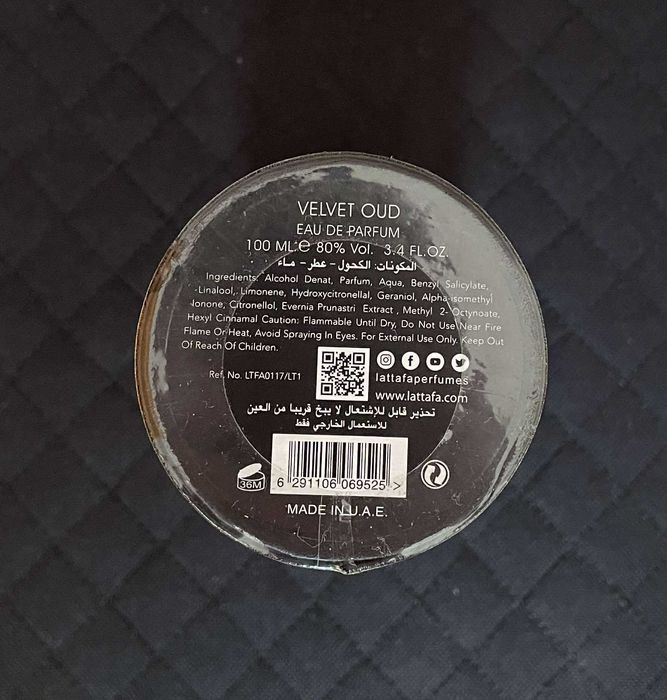 VELVET OUD
EAU DE PARFUM
100 ML.℮ 80% Vol. 3.4 FL.OZ.
المكونات: الكحول - عطر - ماء
Ingredients: Alcohol Denat, Parfum, Aqua, Benzyl Salicylate,
Linalool, Limonene, Hydroxycitronellal, Geraniol, Alpha-isomethyl
Ionone, Citronellol, Evernia Prunastri Extract, Methyl 2-Octynoate,
Hexyl Cinnamal Caution: Flammable Until Dry, Do Not Use Near Fire
Flame Or Heat, Avoid Spraying In Eyes. For External Use Only. Keep Out
Of Reach Of Children.
Ref. No. LTFA0117/LT1
lattafaperfumes
www.lattafa.com
تحذير قابل للإشتعال لا يبخ قريبا من العين
للاستعمال الخارجي فقط
6 291106 069525 >
36M
MADE IN U.A.E.